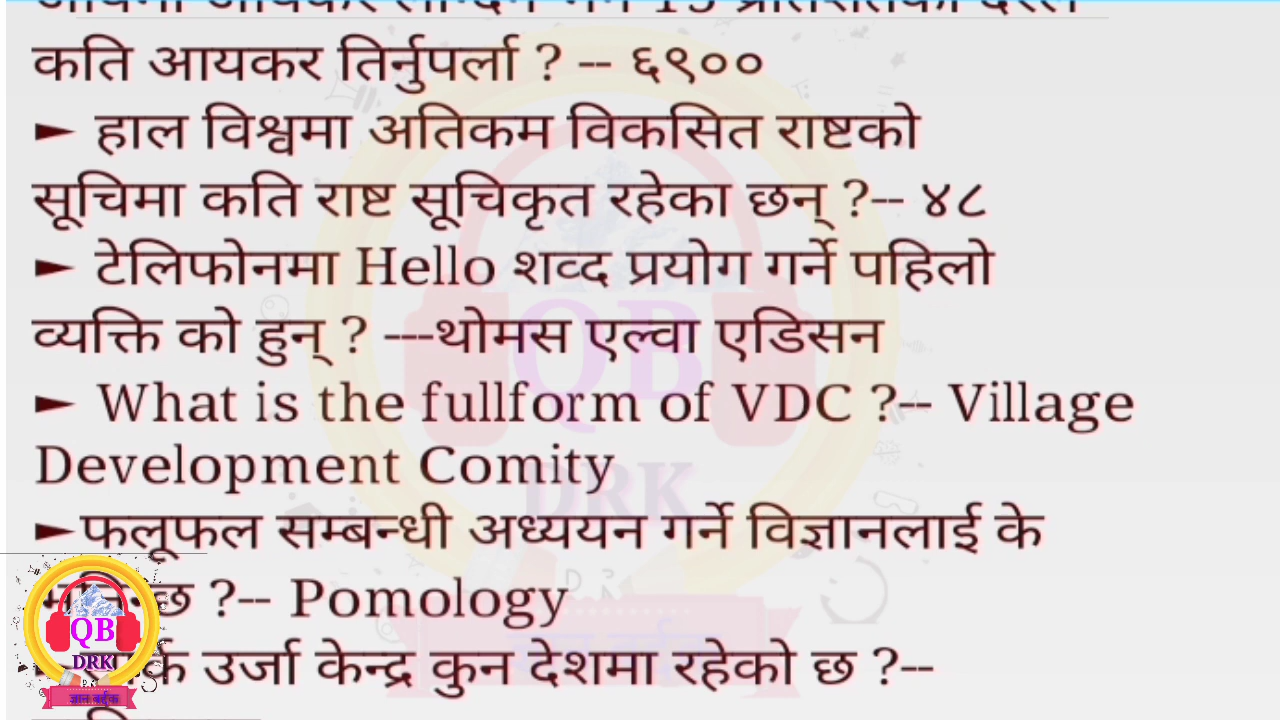 कति आयकर तिर्नुपर्ला ? -- ६९००
► हाल विश्वमा अतिकम विकसित राष्टको
सूचिमा कति राष्ट सूचिकृत रहेका छन् ?-- ४८
► टेलिफोनमा Hello शव्द प्रयोग गर्ने पहिलो
व्यक्ति को हुन् ? ---थोमस एल्वा एडिसन
► What is the fullform of VDC ?-- Village
Development Comity
►फलूफल सम्बन्धी अध्ययन गर्ने विज्ञानलाई के
छ ?-- Pomology
उर्जा केन्द्र कुन देशमा रहेको छ ?--
QB
DRK